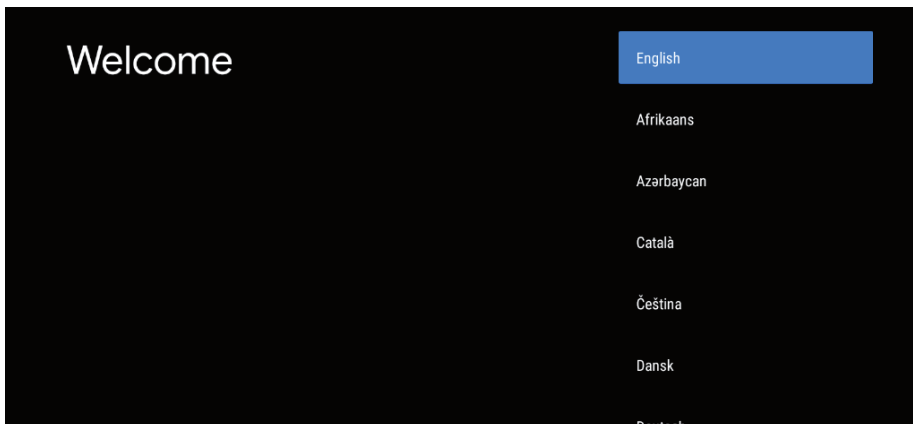 Welcome
English
Afrikaans
Azərbaycan
Català
Čeština
Dansk